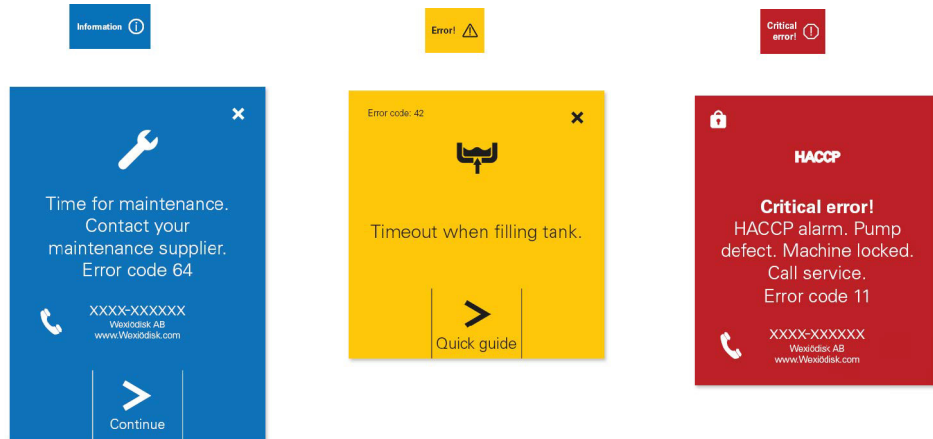 Information
Error!
Critical
error!
Time for maintenance.
Contact your
maintenance supplier.
Error code 64
XXXX-XXXXXX
Wexiödisk AB
www.Wexiödisk.com
Continue
Error code: 42
Timeout when filling tank.
Quick guide
HACCP
Critical error!
HACCP alarm. Pump
defect. Machine locked.
Call service.
Error code 11
XXXX-XXXXXX
Wexiödisk AB
www.Wexiödisk.com